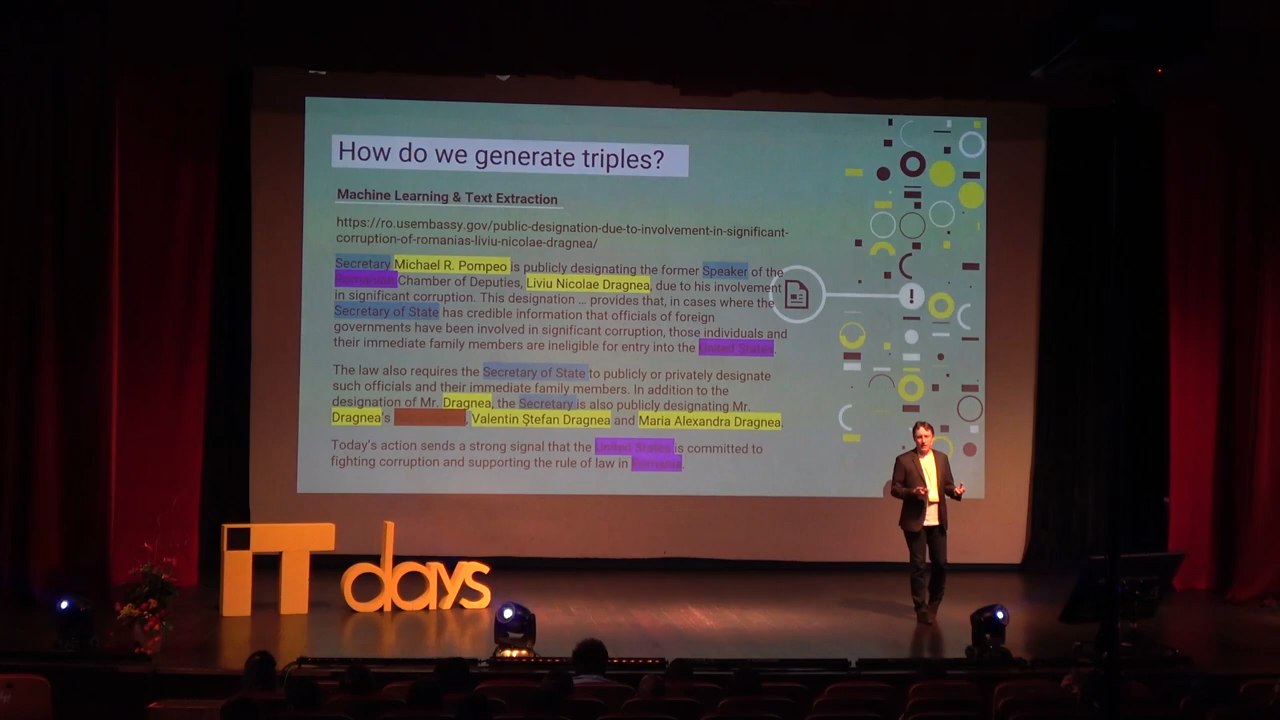 How do we generate triples?
Machine Learning & Text Extraction
https://ro.usembassy.gov/public-designation-due-to-involvement-in-significant-
corruption-of-romanias-liviu-nicolae-dragnea/
Secretary Michael R. Pompeo is publicly designating the former Speaker of the
Chamber of Deputies, Liviu Nicolae Dragnea, due to his involvement
in significant corruption. This designation ... provides that, in cases where the
Secretary of State has credible information that officials of foreign
governments have been involved in significant corruption, those individuals and
their immediate family members are ineligible for entry into the United States.
The law also requires the Secretary of State to publicly or privately designate
such officials and their immediate family members. In addition to the
designation of Mr. Dragnea, the Secretary is also publicly designating Mr.
Dragnea's , Valentin Ștefan Dragnea and Maria Alexandra Dragnea.
Today's action sends a strong signal that the United States is committed to
fighting corruption and supporting the rule of law in Romania.
!
IT days